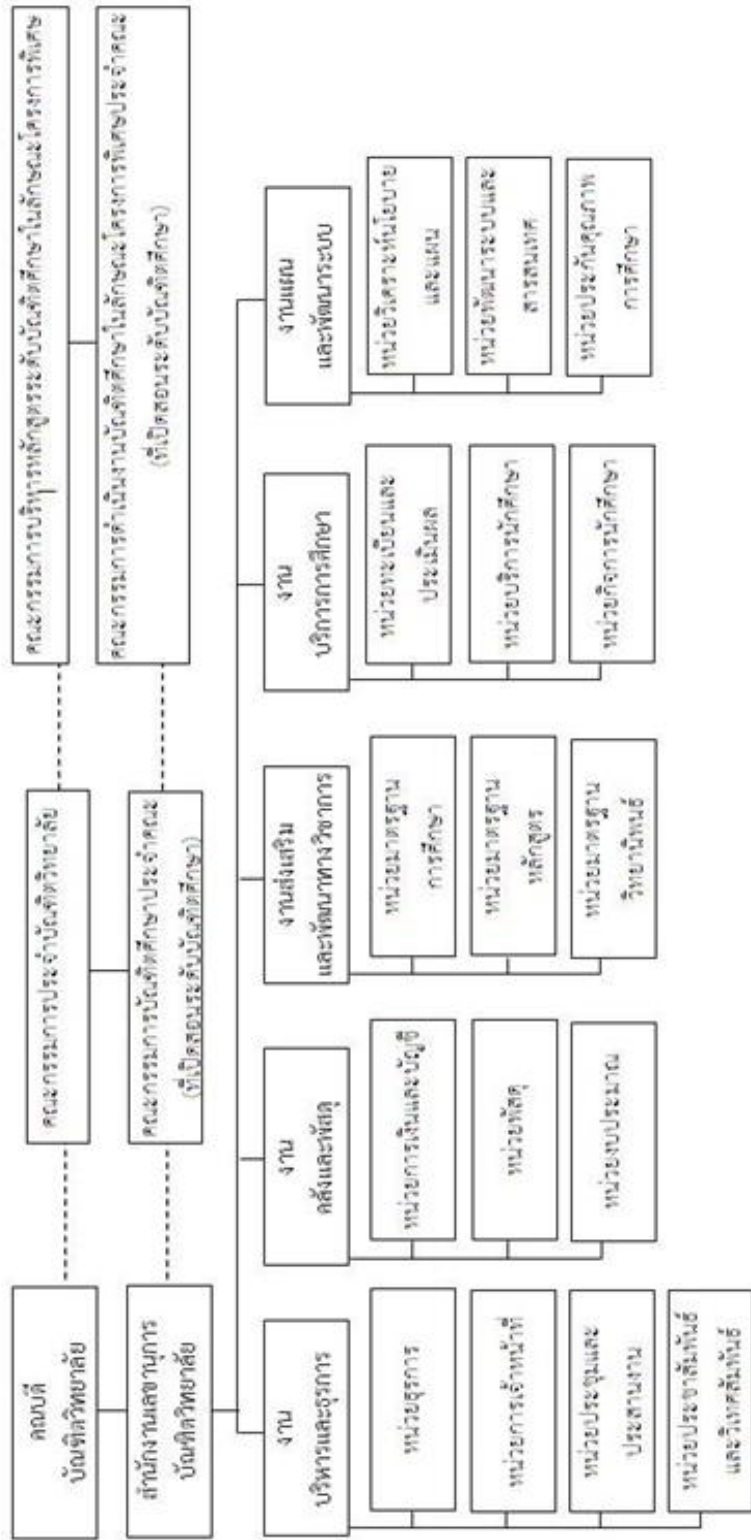 คณบดี
บัณฑิตวิทยาลัย
คณะกรรมการประจำบัณฑิตวิทยาลัย
คณะกรรมการบริหารหลักสูตรระดับบัณฑิตศึกษาในลักษณะโครงการพิเศษ
สำนักงานเลขานุการ
บัณฑิตวิทยาลัย
คณะกรรมการบัณฑิตศึกษาประจำคณะ
(ที่เปิดสอนระดับบัณฑิตศึกษา)
คณะกรรมการดำเนินงานบัณฑิตศึกษาในลักษณะโครงการพิเศษประจำคณะ
(ที่เปิดสอนระดับบัณฑิตศึกษา)
งาน
บริหารและธุรการ
หน่วยธุรการ
หน่วยการเจ้าหน้าที่
หน่วยประชุมและ
ประสานงาน
หน่วยประชาสัมพันธ์
และวิเทศสัมพันธ์
งาน
คลังและพัสดุ
หน่วยการเงินและบัญชี
หน่วยพัสดุ
หน่วยงบประมาณ
งานส่งเสริม
และพัฒนาทางวิชาการ
หน่วยมาตรฐาน
การศึกษา
หน่วยมาตรฐาน
หลักสูตร
หน่วยมาตรฐาน
วิทยานิพนธ์
งาน
บริการการศึกษา
หน่วยทะเบียนและ
ประเมินผล
หน่วยบริการนักศึกษา
หน่วยกิจการนักศึกษา
งานแผน
และพัฒนาระบบ
หน่วยวิเคราะห์นโยบาย
และแผน
หน่วยพัฒนาระบบและ
สารสนเทศ
หน่วยประกันคุณภาพ
การศึกษา